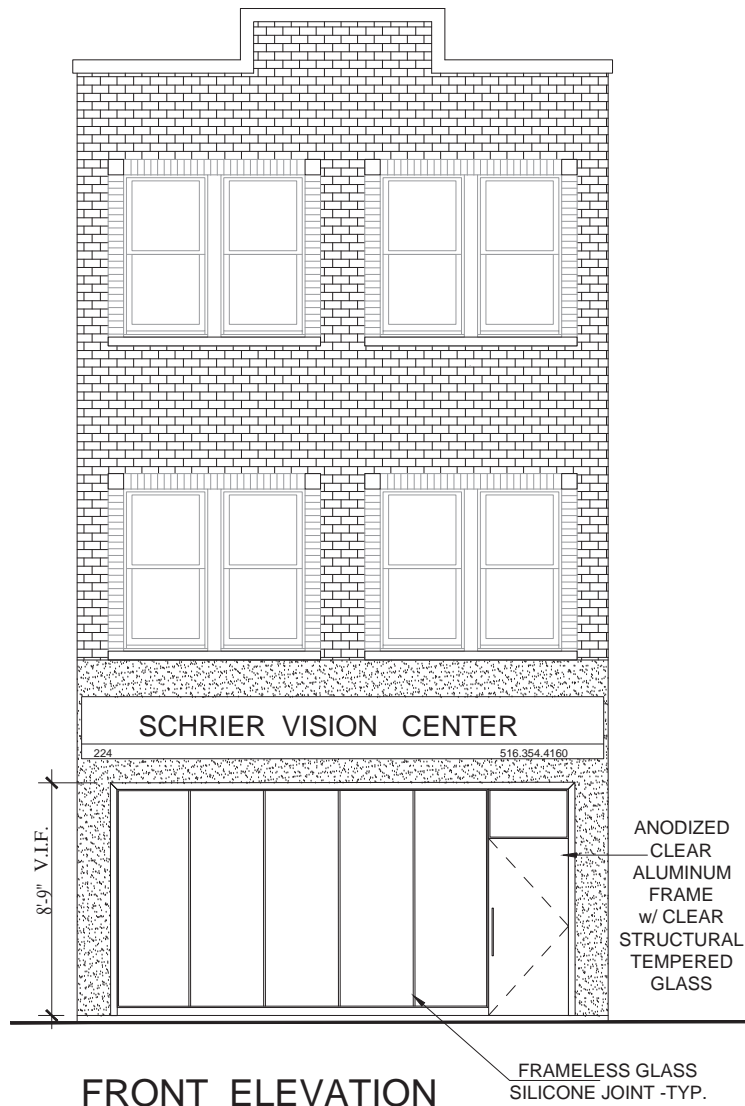 SCHRIER VISION CENTER
224 516.354.4160
8'-9" V.I.F.
ANODIZED
CLEAR
ALUMINUM
FRAME
w/ CLEAR
STRUCTURAL
TEMPERED
GLASS
FRAMELESS GLASS
SILICONE JOINT -TYP.
FRONT ELEVATION